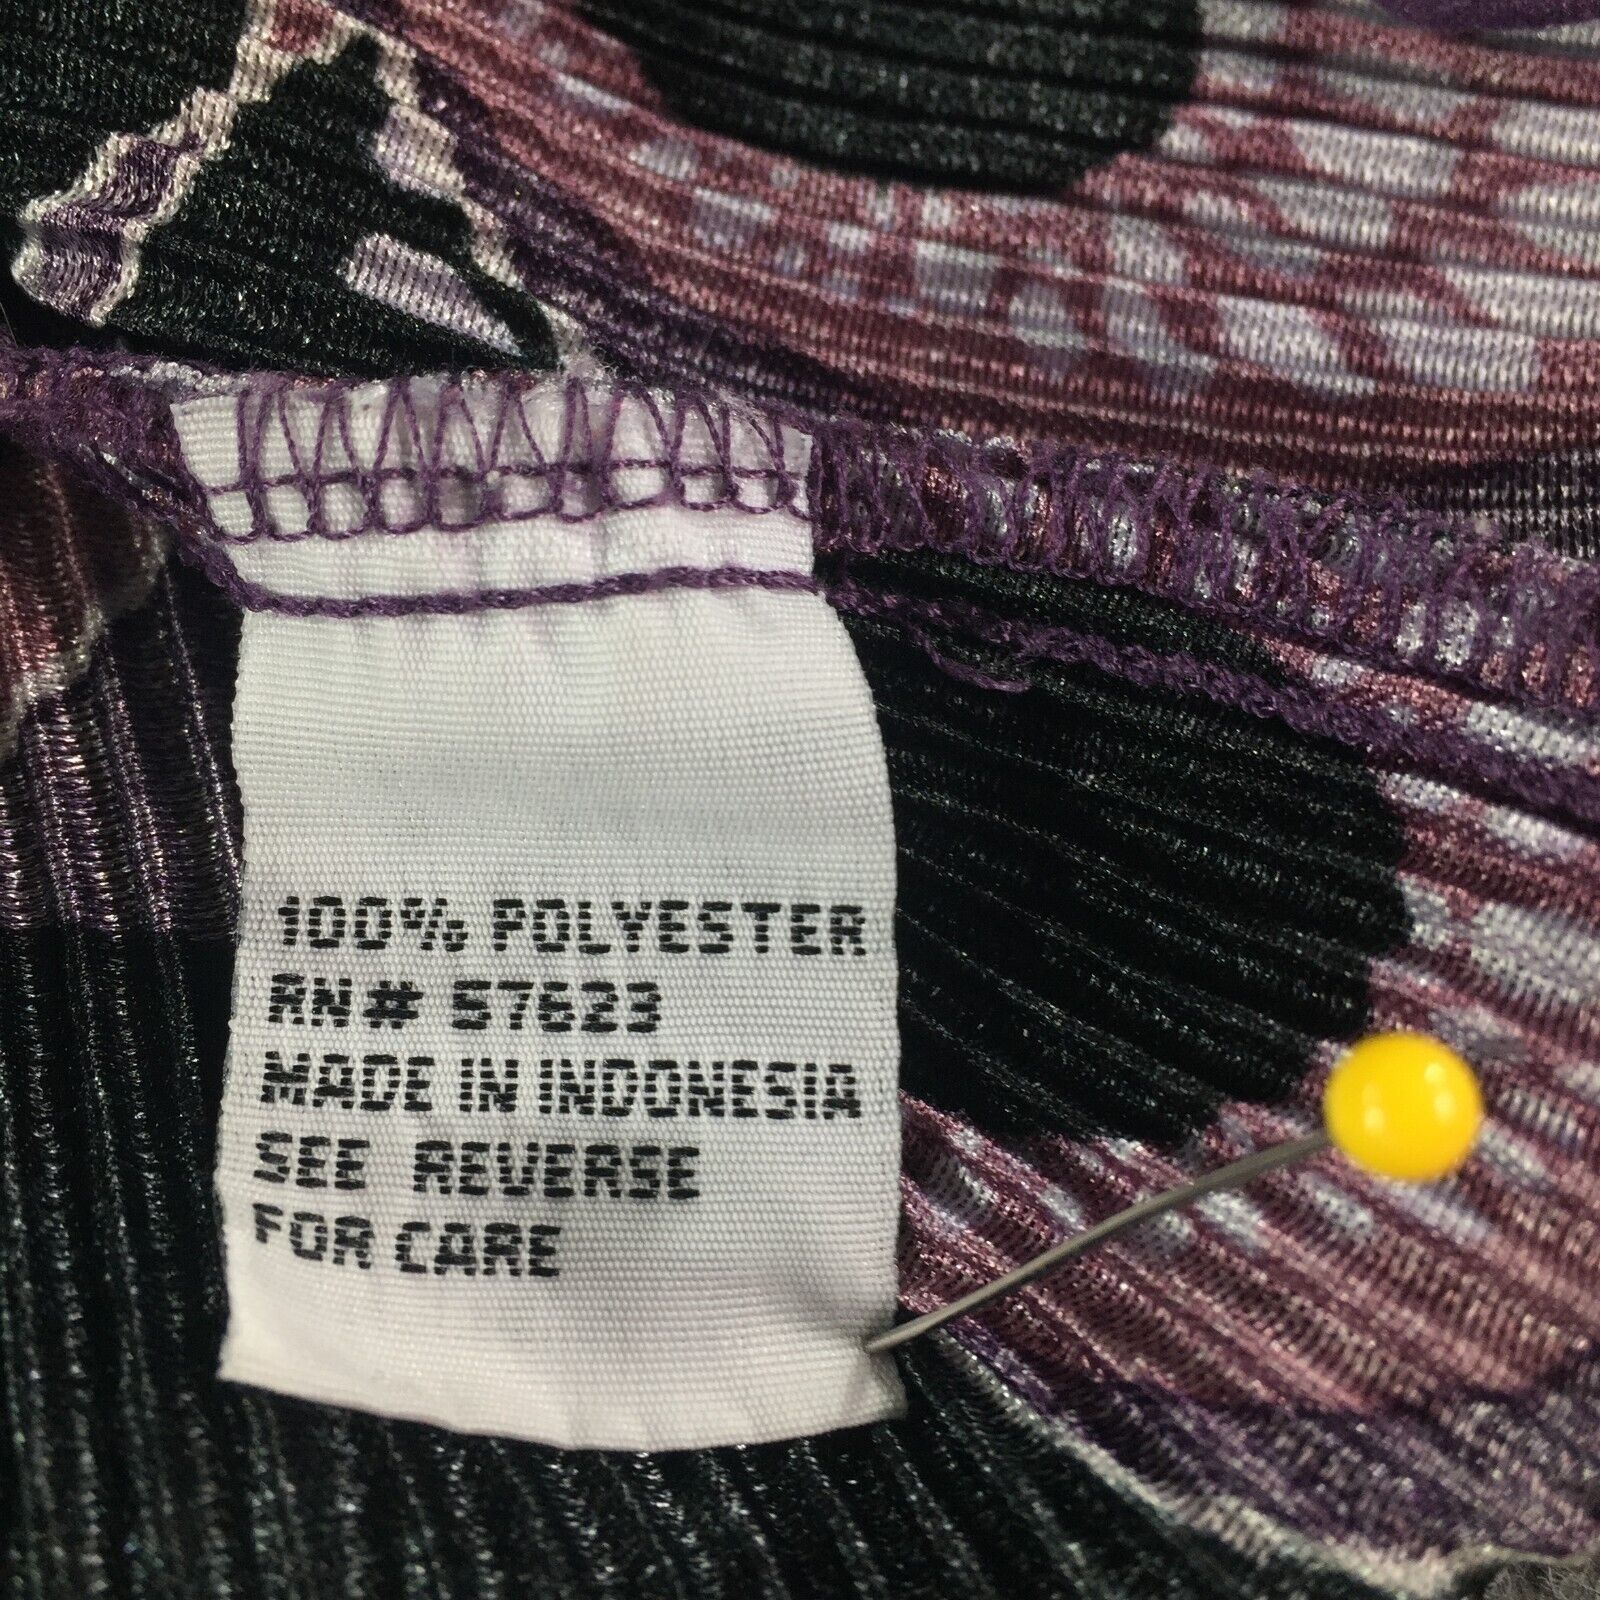 100% POLYESTER
RN# 57623
MADE IN INDONESIA
SEE REVERSE
FOR CARE